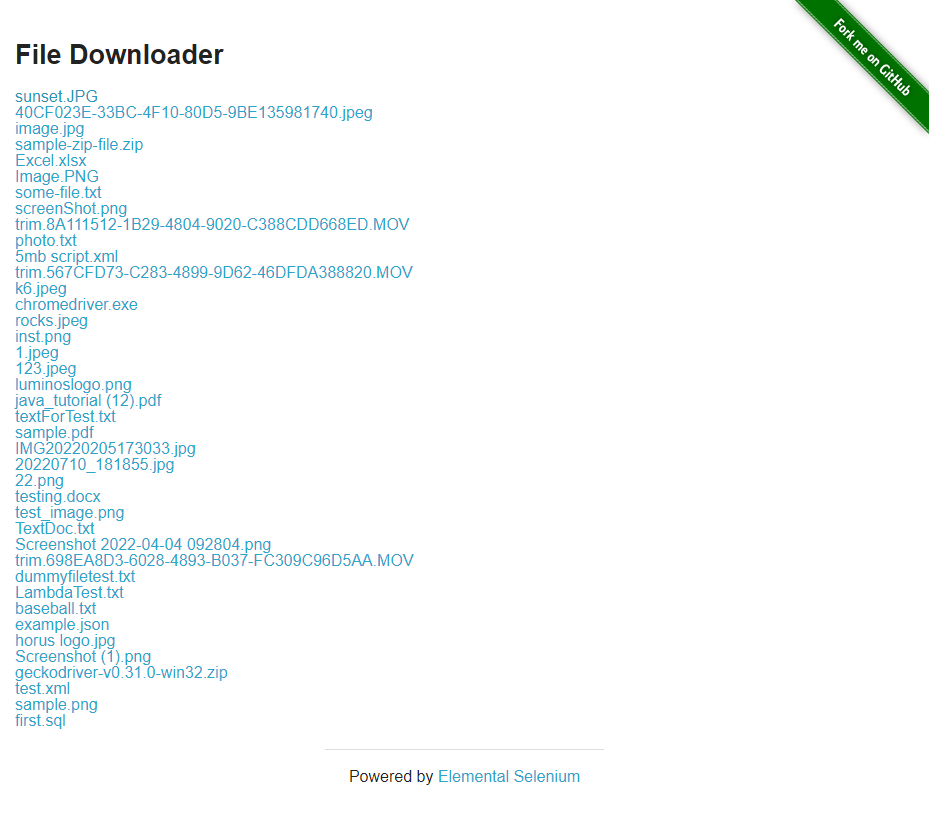 Fork me on GitHub
File Downloader
sunset.JPG
40CF023E-33BC-4F10-80D5-9BE135981740.jpeg
image.jpg
sample-zip-file.zip
Excel.xlsx
Image.PNG
some-file.txt
screenShot.png
trim.8A111512-1B29-4804-9020-C388CDD668ED.MOV
photo.txt
5mb script.xml
trim.567CFD73-C283-4899-9D62-46DFDA388820.MOV
k6.jpeg
chromedriver.exe
rocks.jpeg
inst.png
1.jpeg
123.jpeg
luminoslogo.png
java_tutorial (12).pdf
textForTest.txt
sample.pdf
IMG20220205173033.jpg
20220710_181855.jpg
22.png
testing.docx
test_image.png
TextDoc.txt
Screenshot 2022-04-04 092804.png
trim.698EA8D3-6028-4893-B037-FC309C96D5AA.MOV
dummyfiletest.txt
LambdaTest.txt
baseball.txt
example.json
horus logo.jpg
Screenshot (1).png
geckodriver-v0.31.0-win32.zip
test.xml
sample.png
first.sql
Powered by Elemental Selenium